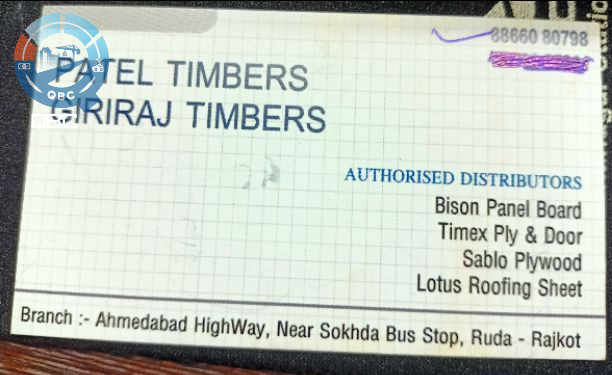 88660 80798
PATEL TIMBERS
GIRIRAJ TIMBERS
QBC
AUTHORISED DISTRIBUTORS
Bison Panel Board
Timex Ply & Door
Sablo Plywood
Lotus Roofing Sheet
Branch :- Ahmedabad HighWay, Near Sokhda Bus Stop, Ruda - Rajkot